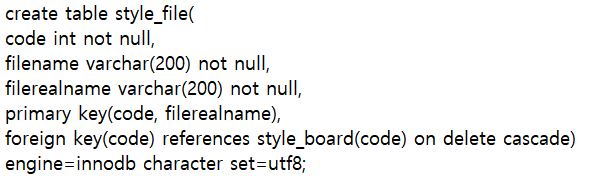 create table style_file(
code int not null,
filename varchar(200) not null,
filerealname varchar(200) not null,
primary key(code, filerealname),
foreign key(code) references style_board(code) on delete cascade)
engine=innodb character set=utf8;